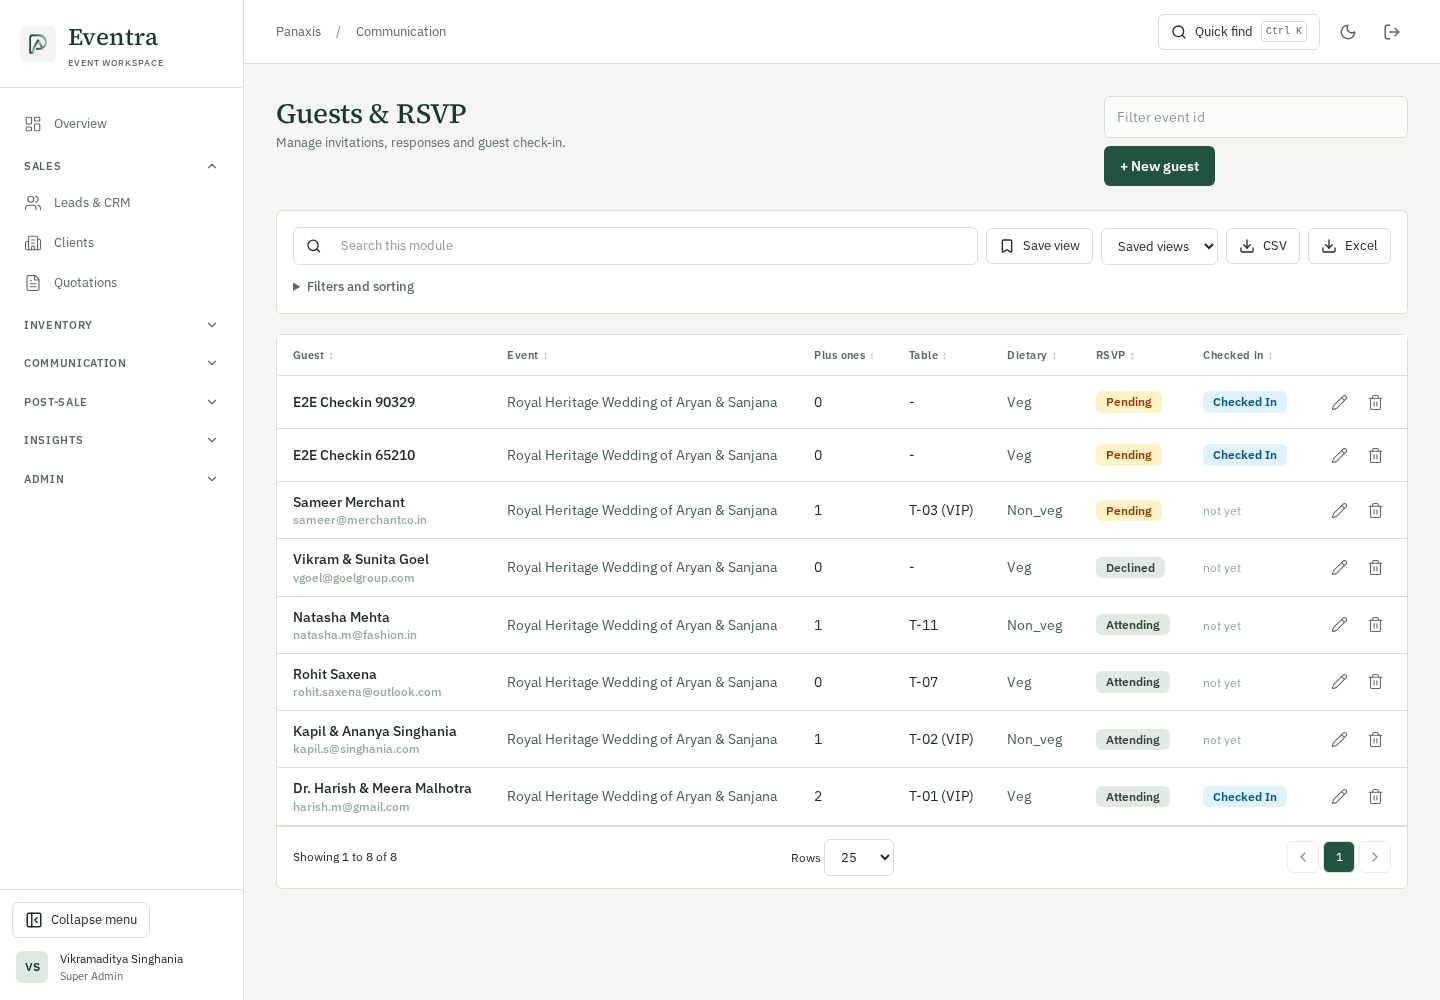 Eventra
EVENT WORKSPACE
Overview
SALES
Leads & CRM
Clients
Quotations
INVENTORY
COMMUNICATION
POST-SALE
INSIGHTS
ADMIN
Collapse menu
VS
Vikramaditya Singhania
Super Admin
Panaxis / Communication
Quick find Ctrl K
Guests & RSVP
Manage invitations, responses and guest check-in.
Filter event id
+ New guest
Search this module
Save view
Saved views
CSV
Excel
Filters and sorting
Guest ↕ Event ↕ Plus ones ↕ Table ↕ Dietary ↕ RSVP ↕ Checked in ↕
E2E Checkin 90329 Royal Heritage Wedding of Aryan & Sanjana 0 - Veg Pending Checked In
E2E Checkin 65210 Royal Heritage Wedding of Aryan & Sanjana 0 - Veg Pending Checked In
Sameer Merchant
sameer@merchantco.in
Royal Heritage Wedding of Aryan & Sanjana 1 T-03 (VIP) Non_veg Pending not yet
Vikram & Sunita Goel
vgoel@goelgroup.com
Royal Heritage Wedding of Aryan & Sanjana 0 - Veg Declined not yet
Natasha Mehta
natasha.m@fashion.in
Royal Heritage Wedding of Aryan & Sanjana 1 T-11 Non_veg Attending not yet
Rohit Saxena
rohit.saxena@outlook.com
Royal Heritage Wedding of Aryan & Sanjana 0 T-07 Veg Attending not yet
Kapil & Ananya Singhania
kapil.s@singhania.com
Royal Heritage Wedding of Aryan & Sanjana 1 T-02 (VIP) Non_veg Attending not yet
Dr. Harish & Meera Malhotra
harish.m@gmail.com
Royal Heritage Wedding of Aryan & Sanjana 2 T-01 (VIP) Veg Attending Checked In
Showing 1 to 8 of 8
Rows 25
1